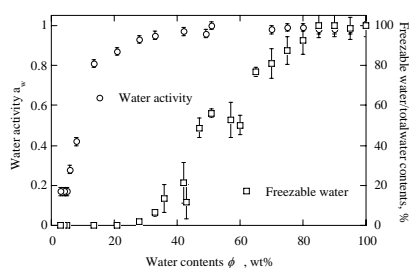 Water activity a_w
1
0.8
0.6
0.4
0.2
0
Water activity
Freezable water
100
80
60
40
20
0
Freezable water/totalwater contents, %
0 20 40 60 80 100
Water contents ϕ , wt%